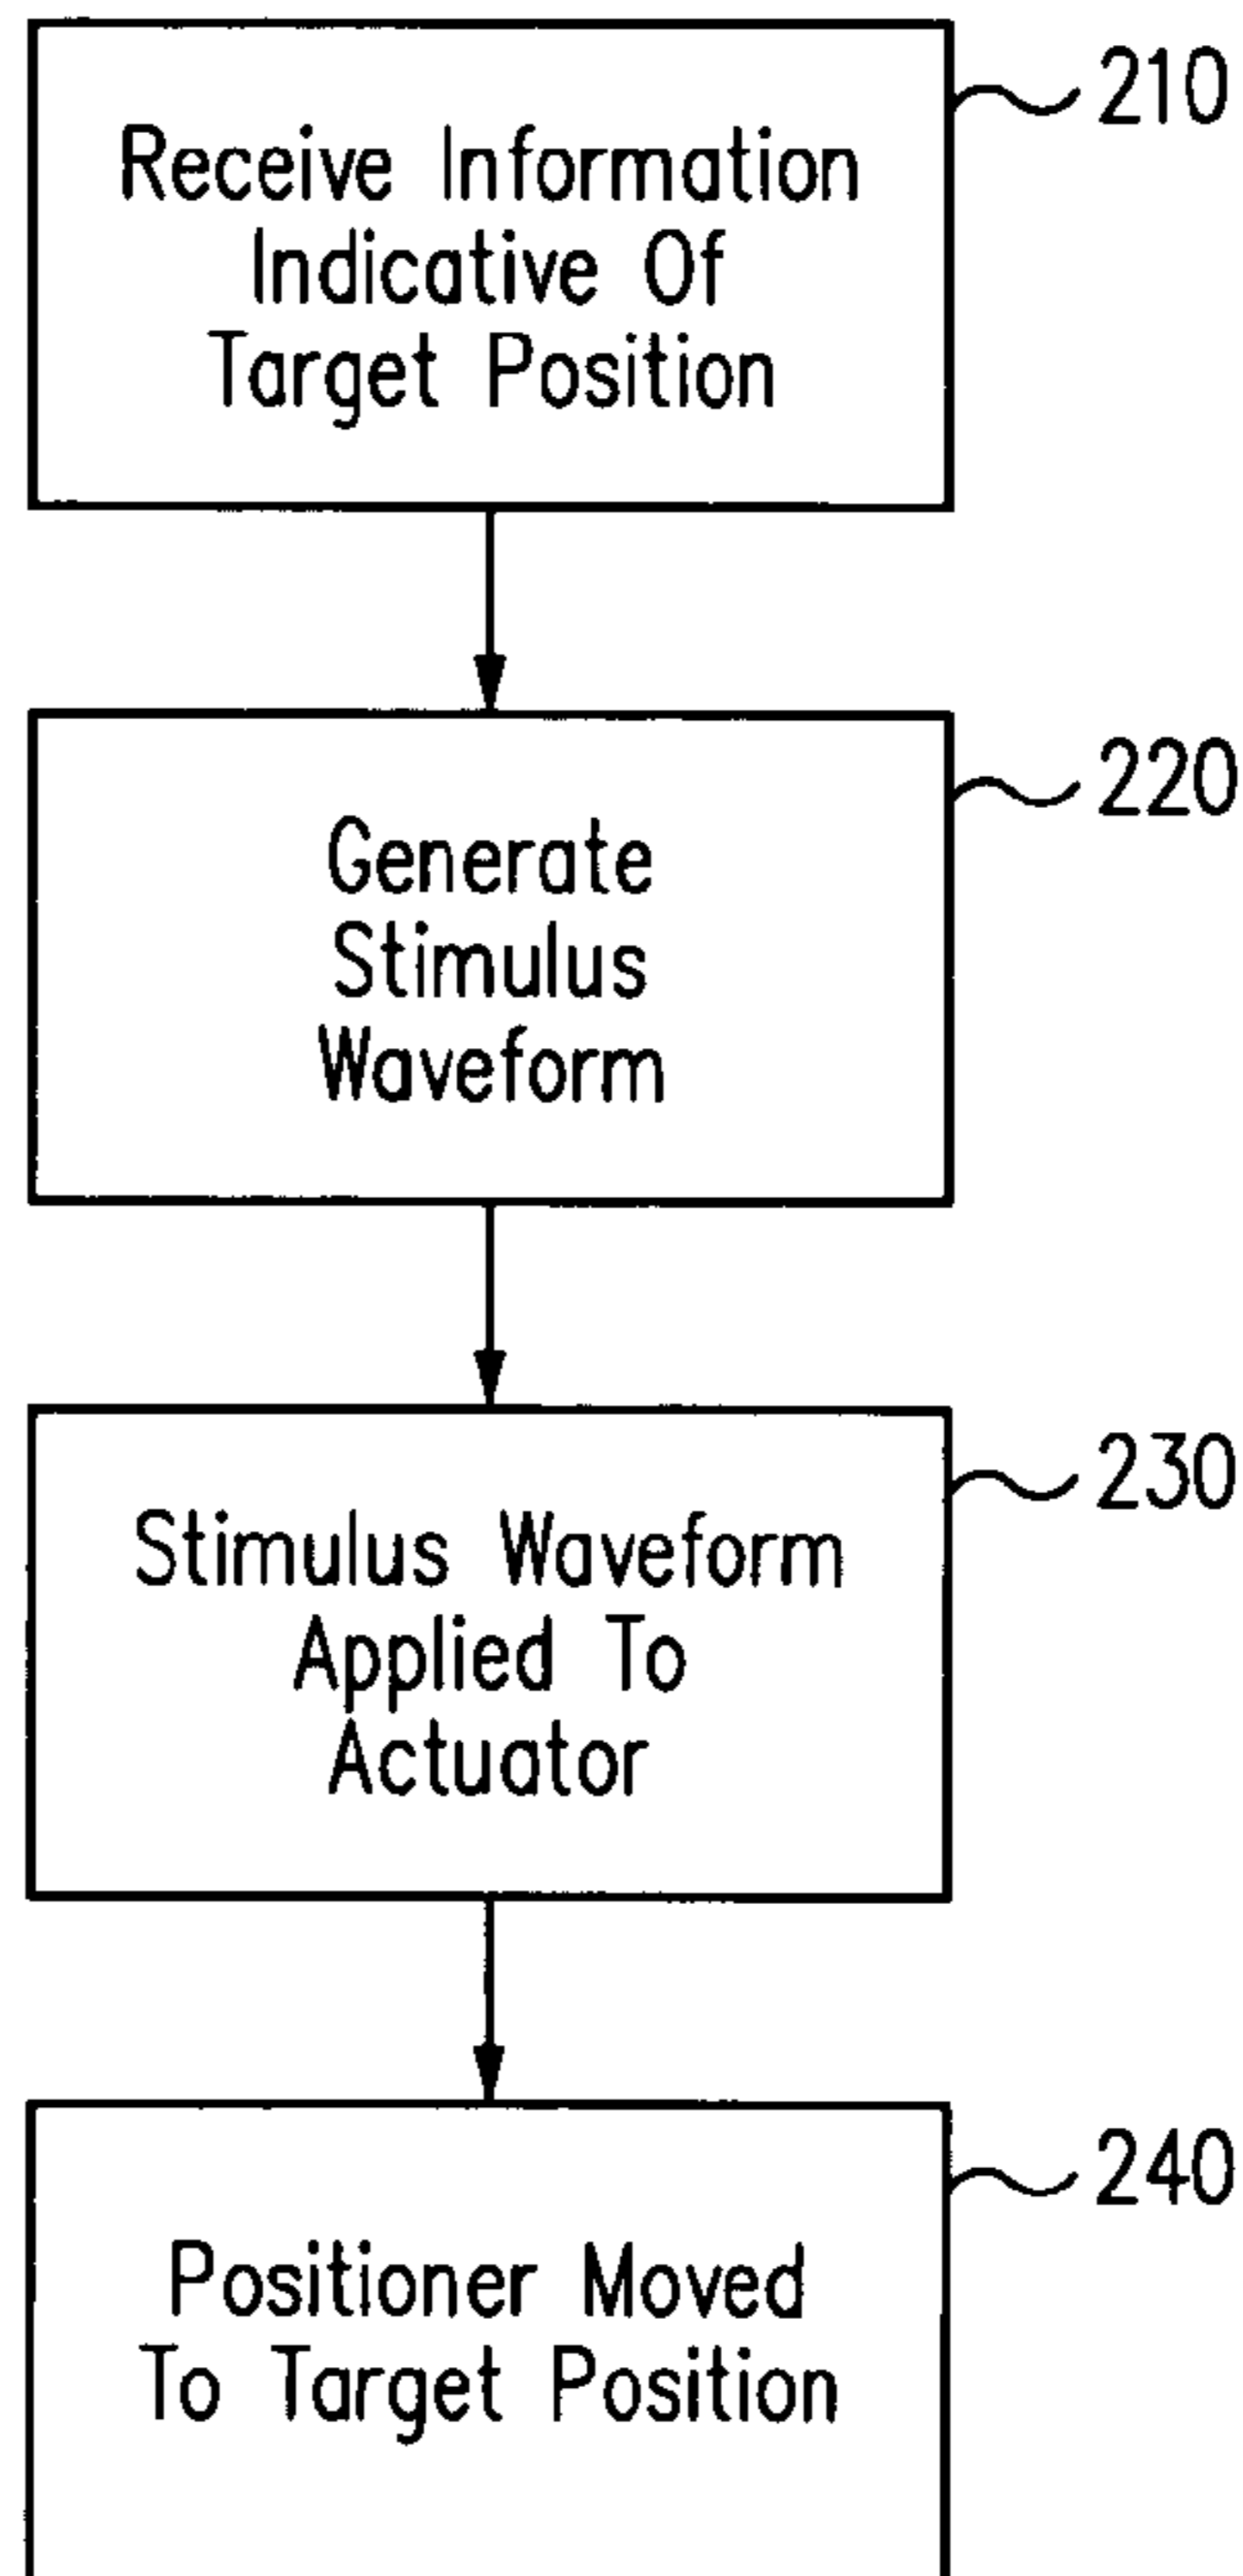 210
Receive Information
Indicative Of
Target Position
220
Generate
Stimulus
Waveform
230
Stimulus Waveform
Applied To
Actuator
240
Positioner Moved
To Target Position